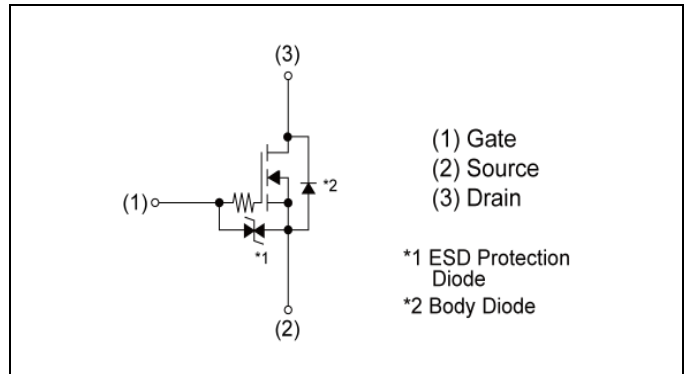 (3)
(1)
*2
*1
(2)
(1) Gate
(2) Source
(3) Drain
*1 ESD Protection
Diode
*2 Body Diode